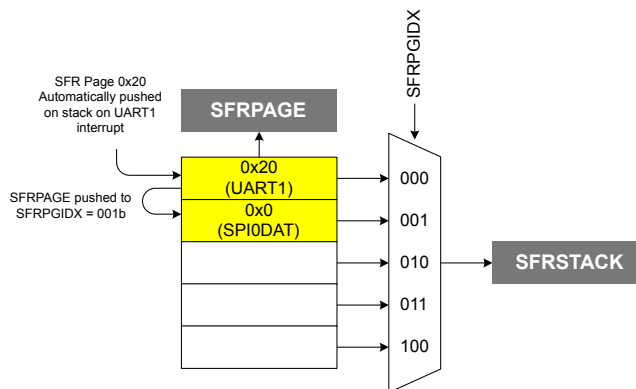 SFR Page 0x20
Automatically pushed
on stack on UART1
interrupt
SFRPAGE
SFRPGIDX
SFRPAGE pushed to
SFRPGIDX = 001b
0x20
(UART1)
0x0
(SPI0DAT)
000
001
010
011
100
SFRSTACK